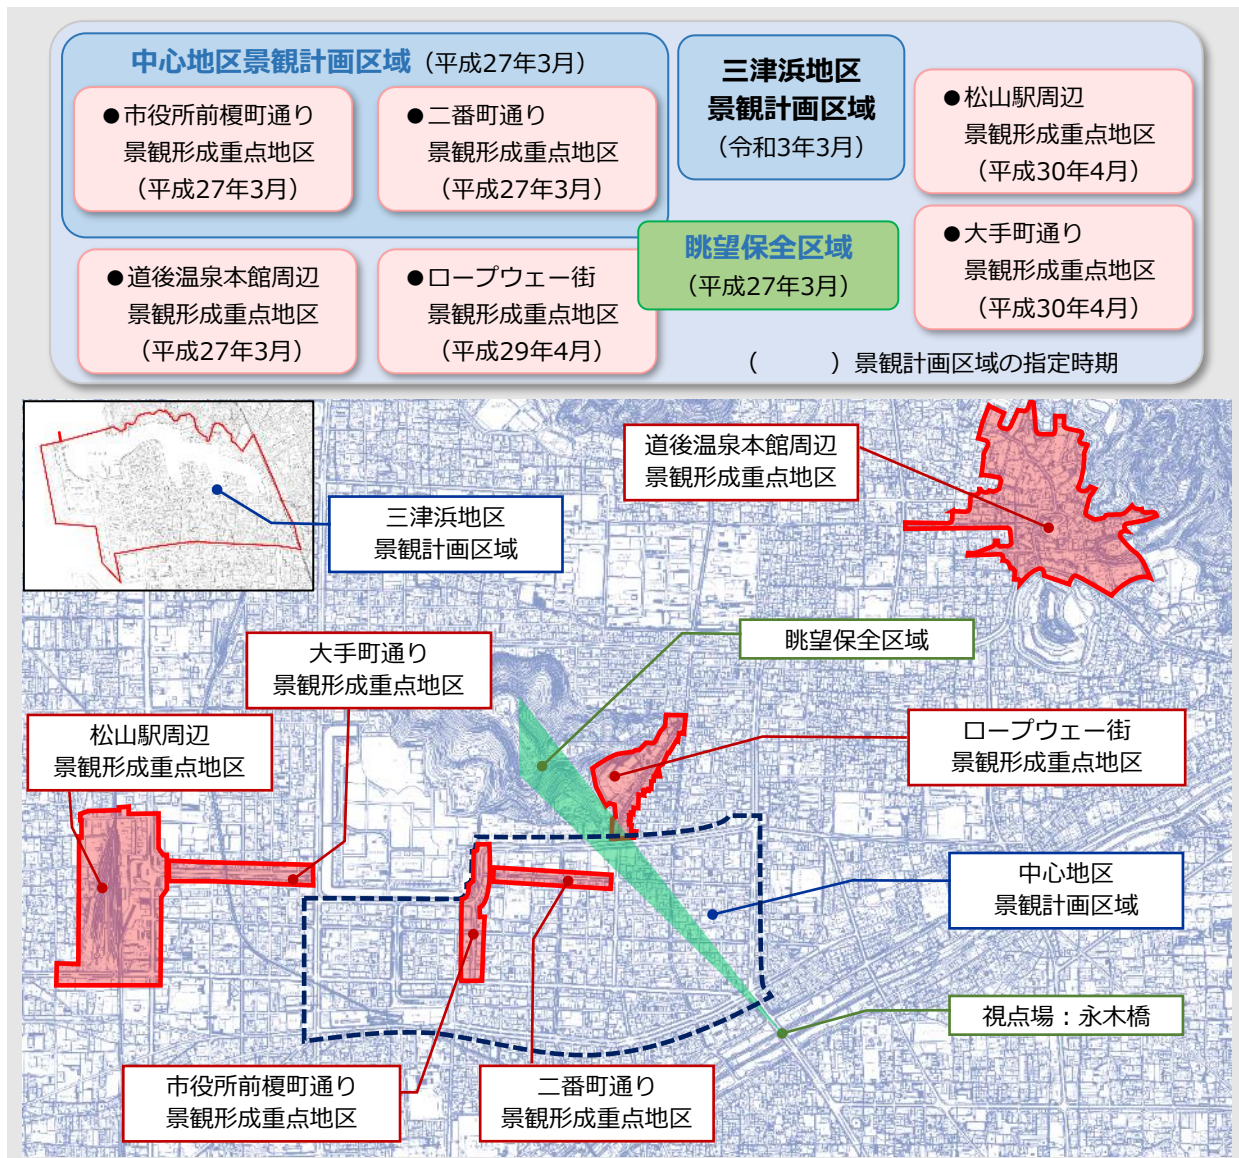 中心地区景観計画区域（平成27年3月）
●市役所前榎町通り
景観形成重点地区
（平成27年3月）
●二番町通り
景観形成重点地区
（平成27年3月）
三津浜地区
景観計画区域
（令和3年3月）
●松山駅周辺
景観形成重点地区
（平成30年4月）
●道後温泉本館周辺
景観形成重点地区
（平成27年3月）
●ロープウェー街
景観形成重点地区
（平成29年4月）
眺望保全区域
（平成27年3月）
●大手町通り
景観形成重点地区
（平成30年4月）
（　　　）景観計画区域の指定時期
道後温泉本館周辺
景観形成重点地区
三津浜地区
景観計画区域
眺望保全区域
大手町通り
景観形成重点地区
松山駅周辺
景観形成重点地区
ロープウェー街
景観形成重点地区
中心地区
景観計画区域
視点場：永木橋
市役所前榎町通り
景観形成重点地区
二番町通り
景観形成重点地区